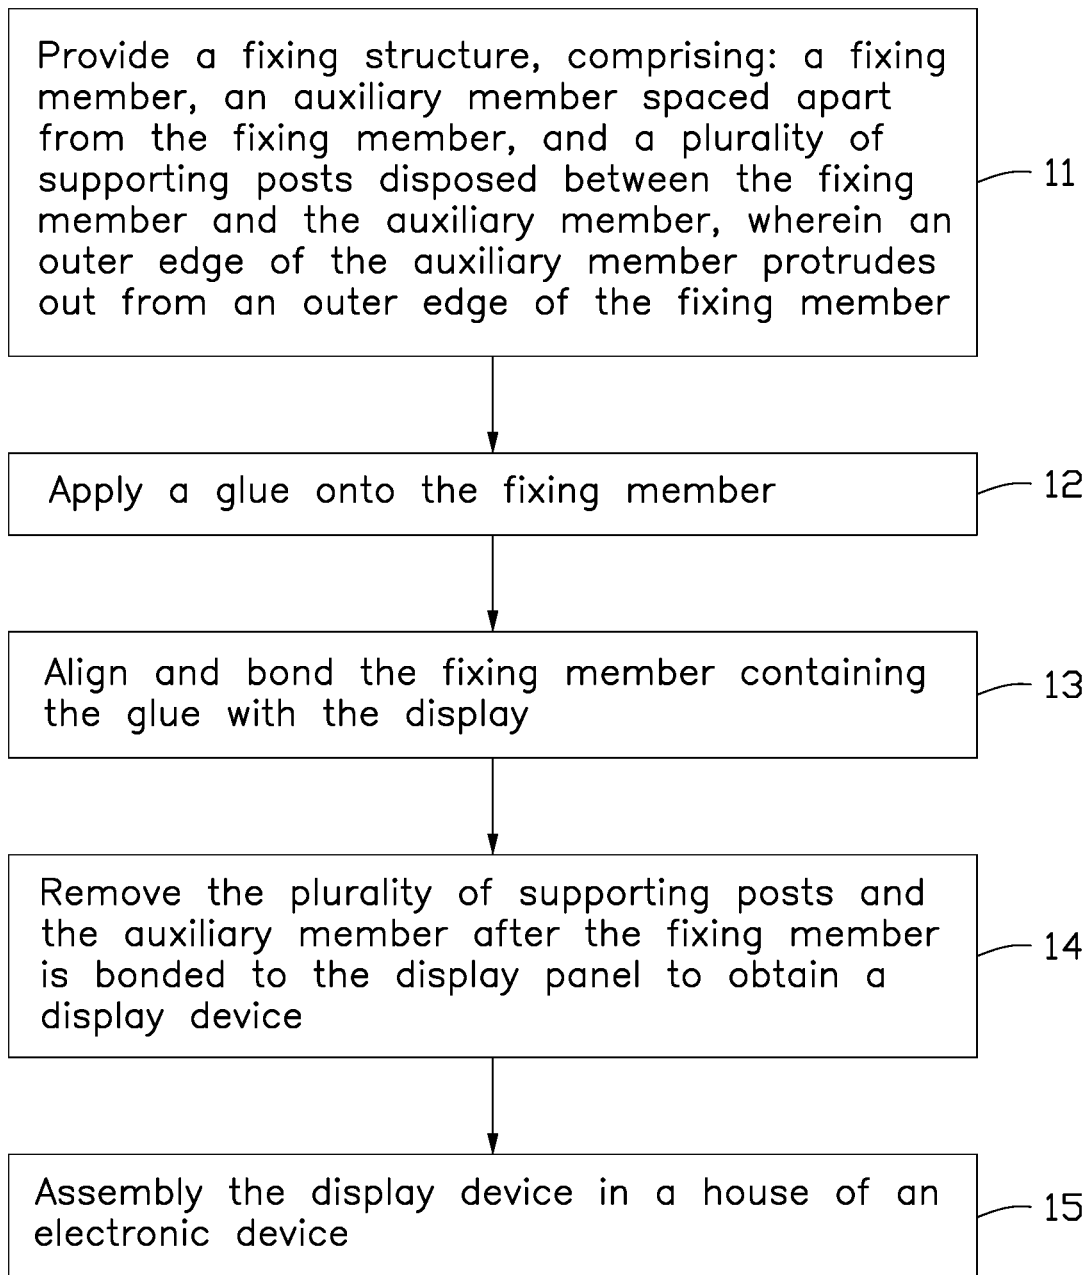 Provide a fixing structure, comprising: a fixing
member, an auxiliary member spaced apart
from the fixing member, and a plurality of
supporting posts disposed between the fixing
member and the auxiliary member, wherein an
outer edge of the auxiliary member protrudes
out from an outer edge of the fixing member
11
Apply a glue onto the fixing member
12
Align and bond the fixing member containing
the glue with the display
13
Remove the plurality of supporting posts and
the auxiliary member after the fixing member
is bonded to the display panel to obtain a
display device
14
Assembly the display device in a house of an
electronic device
15